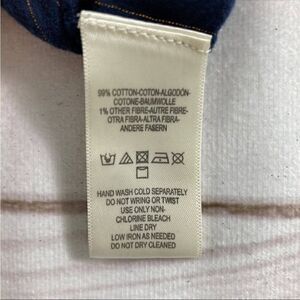 99% COTTON-COTON-ALGODÓN-
COTONE-BAUMWOLLE
1% OTHER FIBRE-AUTRE FIBRE-
OTRA FIBRA-ALTRA FIBRA-
ANDERE FASERN
HAND WASH COLD SEPARATELY
DO NOT WRING OR TWIST
USE ONLY NON-
CHLORINE BLEACH
LINE DRY
LOW IRON AS NEEDED
DO NOT DRY CLEANED